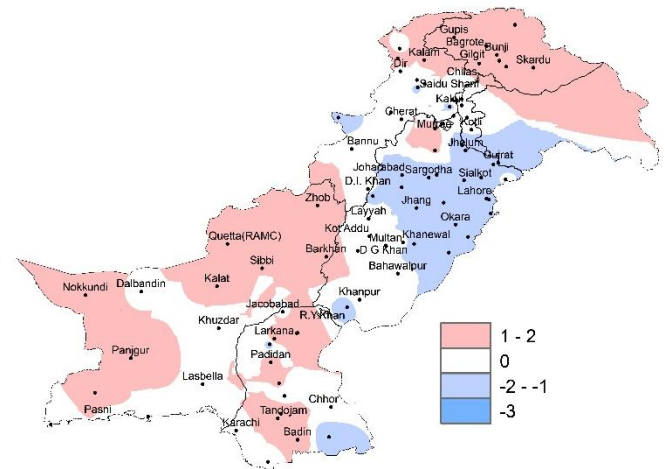 Gupis
Bagrote
Bunji
Kalam
Gilgit
Skardu
Dir
Chilas
Saidu Sharif
Cherat
Kotli
Bannu
Jhelum
Gujrat
Joharabad
Sargodha
Sialkot
D.I. Khan
Lahore
Zhob
Jhang
Layyah
Okara
Kot Addu
Quetta(RAMC)
Multan
Khanewal
Barkhan
D G Khan
Sibbi
Bahawalpur
Nokkundi
Dalbandin
Kalat
Khanpur
Jacobabad
R.Y.Khan
Khuzdar
Larkana
1 - 2
Panjgur
Padidan
0
Lasbella
-2 - -1
Pasni
Chhor
-3
Tandojam
Karachi
Badin